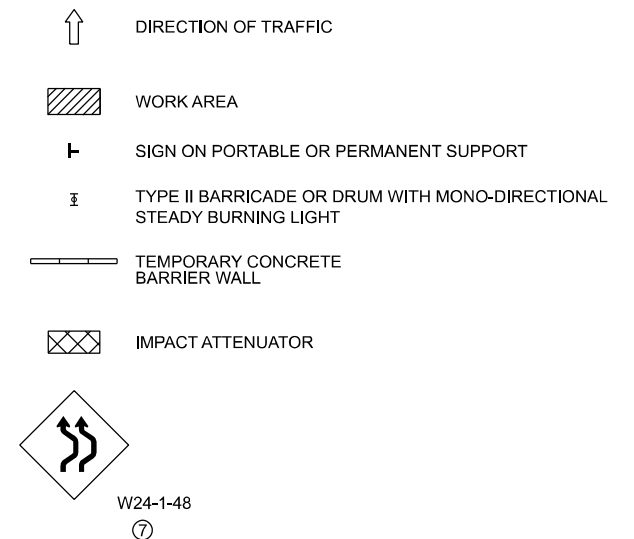 DIRECTION OF TRAFFIC
WORK AREA
SIGN ON PORTABLE OR PERMANENT SUPPORT
TYPE II BARRICADE OR DRUM WITH MONO-DIRECTIONAL
STEADY BURNING LIGHT
TEMPORARY CONCRETE
BARRIER WALL
IMPACT ATTENUATOR
W24-1-48
⑦